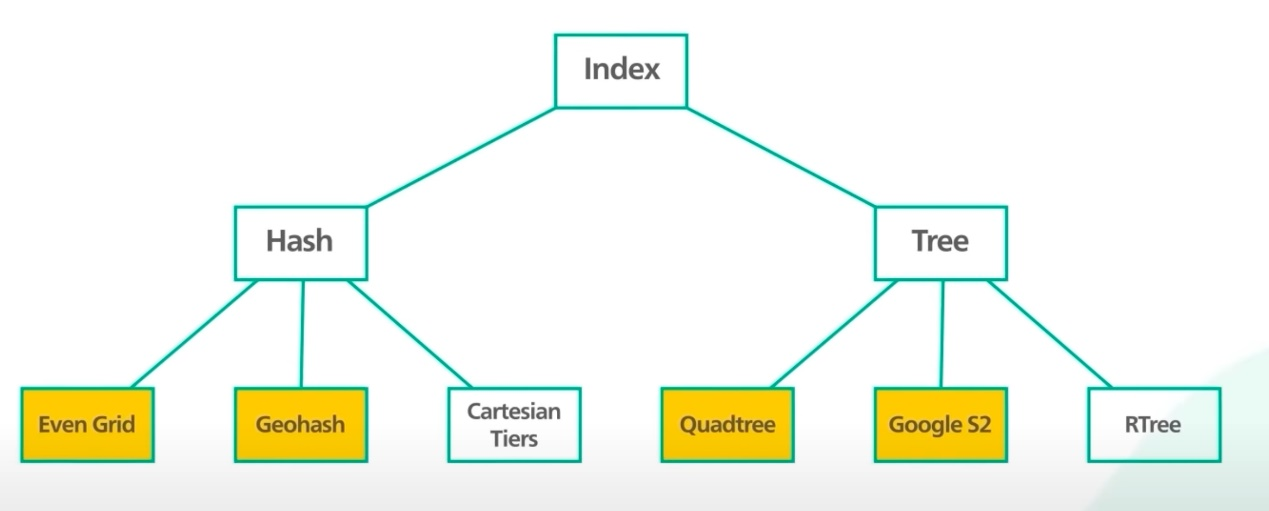 Index
Hash
Tree
Even Grid
Geohash
Cartesian
Tiers
Quadtree
Google S2
RTree